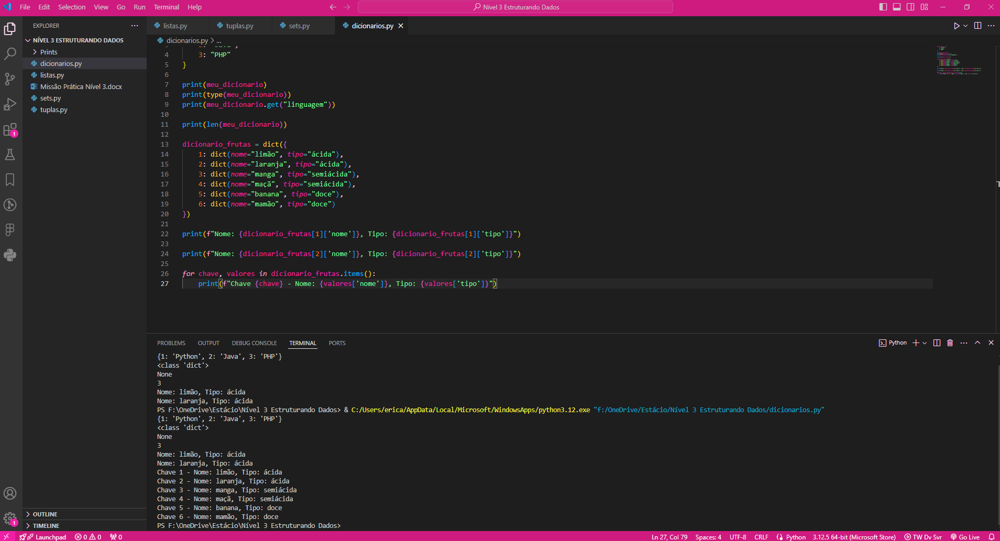 File Edit Selection View Go Run Terminal Help
Nível 3 Estruturando Dados
EXPLORER
NÍVEL 3 ESTRUTURANDO DADOS
Prints
dicionarios.py
listas.py
Missão Prática Nível 3.docx
sets.py
tuplas.py
OUTLINE
TIMELINE
1
1
listas.py tuplas.py sets.py dicionarios.py
dicionarios.py > ...
4 3: "PHP"
5 }
6
7 print(meu_dicionario)
8 print(type(meu_dicionario))
9 print(meu_dicionario.get("linguagem"))
10
11 print(len(meu_dicionario))
12
13 dicionario_frutas = dict({
14 1: dict(nome="limão", tipo="ácida"),
15 2: dict(nome="laranja", tipo="ácida"),
16 3: dict(nome="manga", tipo="semiácida"),
17 4: dict(nome="maçã", tipo="semiácida"),
18 5: dict(nome="banana", tipo="doce"),
19 6: dict(nome="mamão", tipo="doce")
20 })
21
22 print(f"Nome: {dicionario_frutas[1]['nome']}, Tipo: {dicionario_frutas[1]['tipo']}")
23
24 print(f"Nome: {dicionario_frutas[2]['nome']}, Tipo: {dicionario_frutas[2]['tipo']}")
25
26 for chave, valores in dicionario_frutas.items():
27 print(f"Chave {chave} - Nome: {valores['nome']}, Tipo: {valores['tipo']}")
PROBLEMS OUTPUT DEBUG CONSOLE TERMINAL PORTS
Python
{1: 'Python', 2: 'Java', 3: 'PHP'}
<class 'dict'>
None
3
Nome: limão, Tipo: ácida
Nome: laranja, Tipo: ácida
PS F:\OneDrive\Estácio\Nível 3 Estruturando Dados> & C:/Users/erica/AppData/Local/Microsoft/WindowsApps/python3.12.exe "f:/OneDrive/Estácio/Nível 3 Estruturando Dados/dicionarios.py"
{1: 'Python', 2: 'Java', 3: 'PHP'}
<class 'dict'>
None
3
Nome: limão, Tipo: ácida
Nome: laranja, Tipo: ácida
Chave 1 - Nome: limão, Tipo: ácida
Chave 2 - Nome: laranja, Tipo: ácida
Chave 3 - Nome: manga, Tipo: semiácida
Chave 4 - Nome: maçã, Tipo: semiácida
Chave 5 - Nome: banana, Tipo: doce
Chave 6 - Nome: mamão, Tipo: doce
PS F:\OneDrive\Estácio\Nível 3 Estruturando Dados>
Launchpad 0 0 0 Ln 27, Col 79 Spaces: 4 UTF-8 CRLF Python 3.12.5 64-bit (Microsoft Store) TW Dv Svr Go Live